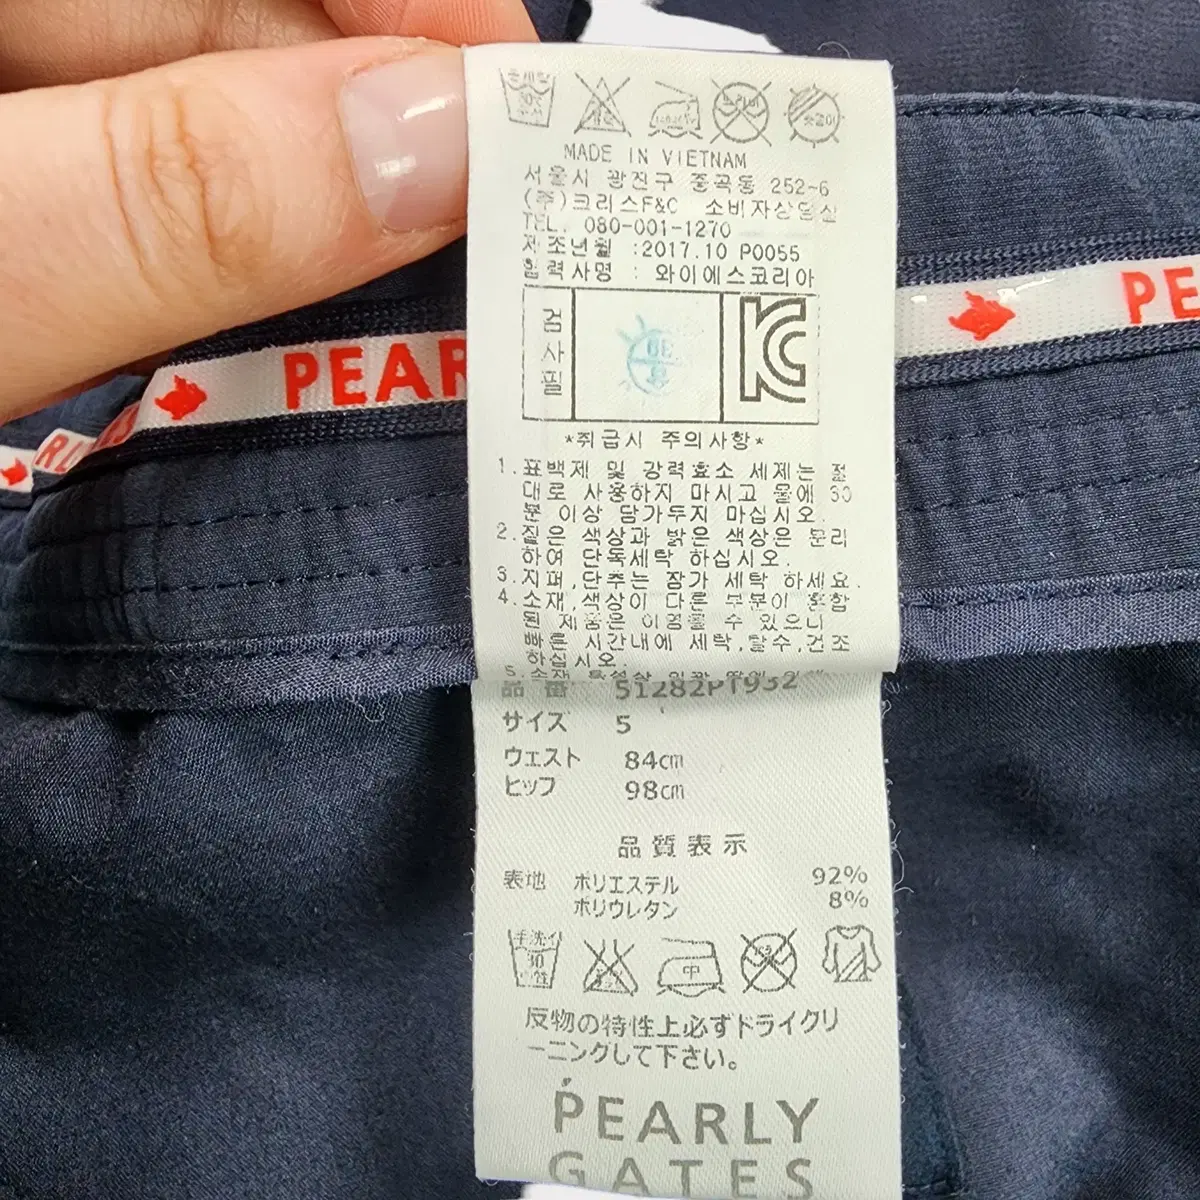 MADE IN VIETNAM
서울시 광진구 중곡동 252-6
(주)크리스F&C 소비자상담실
TEL. 080-001-1270
제조년월 :2017.10 P0055
협력사명 : 와이에스코리아
검
사
필
KC
*취급시 주의사항*
1.표백제 및 강력효소 세제는 절
대로 사용하지 마시고 물에 30
분 이상 담가두지 마십시오.
2.짙은 색상과 밝은 색상은 분리
하여 단독세탁 하십시오.
3.지퍼,단추는 잠가 세탁 하세요.
4.소재,색상이 다른 부분이 혼합
된 제품은 이염될 수 있으니
빠른 시간내에 세탁,탈수,건조
하십시오.
品番 51282PT932
サイズ 5
ウェスト 84cm
ヒップ 98cm
品質表示
表地 ポリエステル 92%
ポリウレタン 8%
手洗イ
30
中性
中
反物の特性上必ずドライクリ
ーニングして下さい。
PEARLY
GATES
PEAR
PE